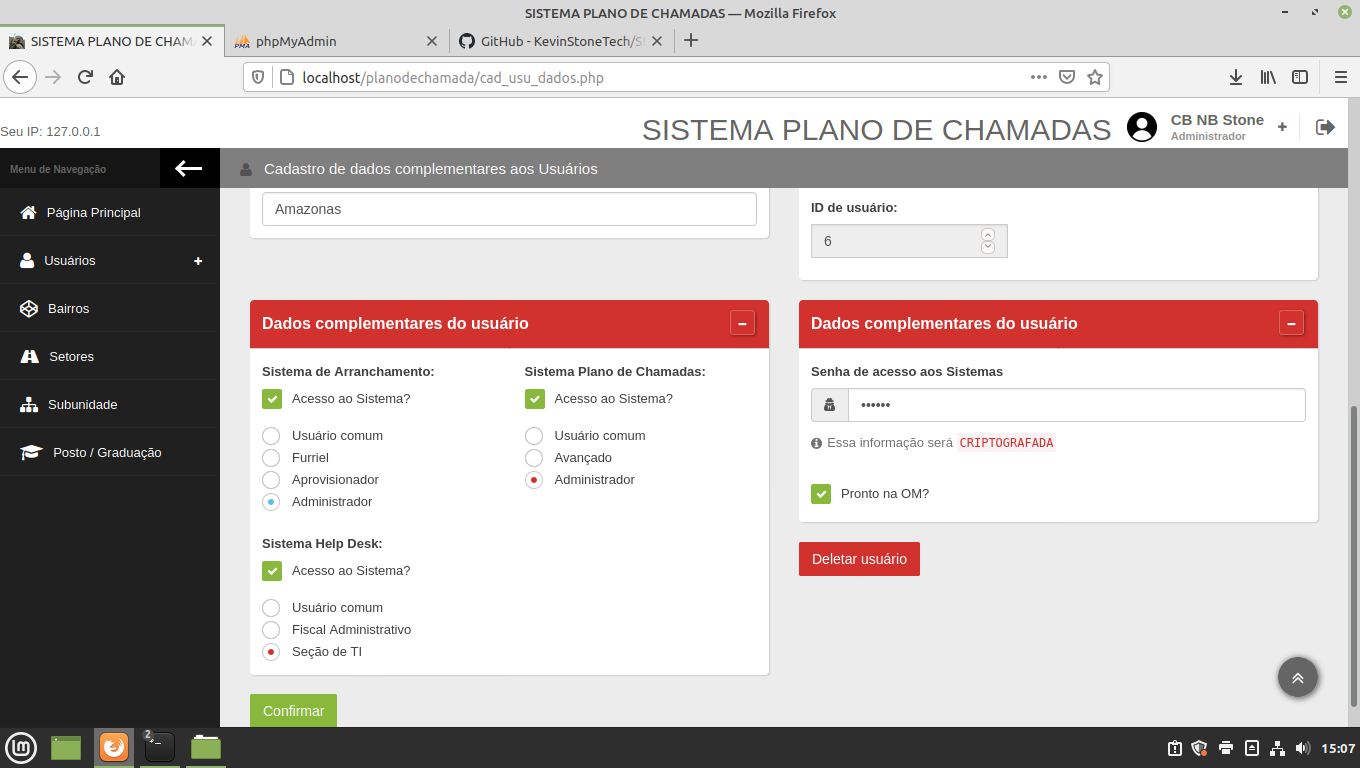 SISTEMA PLANO DE CHAMADAS — Mozilla Firefox
SISTEMA PLANO DE CHAM
phpMyAdmin
GitHub - KevinStoneTech/S
localhost/planodechamada/cad_usu_dados.php
Seu IP: 127.0.0.1
SISTEMA PLANO DE CHAMADAS
CB NB Stone
Administrador
Menu de Navegação
Cadastro de dados complementares aos Usuários
Página Principal
Usuários
Bairros
Setores
Subunidade
Posto / Graduação
Amazonas
ID de usuário:
6
Dados complementares do usuário
Sistema de Arranchamento:
Acesso ao Sistema?
Usuário comum
Furriel
Aprovisionador
Administrador
Sistema Plano de Chamadas:
Acesso ao Sistema?
Usuário comum
Avançado
Administrador
Sistema Help Desk:
Acesso ao Sistema?
Usuário comum
Fiscal Administrativo
Seção de TI
Confirmar
Dados complementares do usuário
Senha de acesso aos Sistemas
••••••
Essa informação será CRIPTOGRAFADA
Pronto na OM?
Deletar usuário
2
15:07